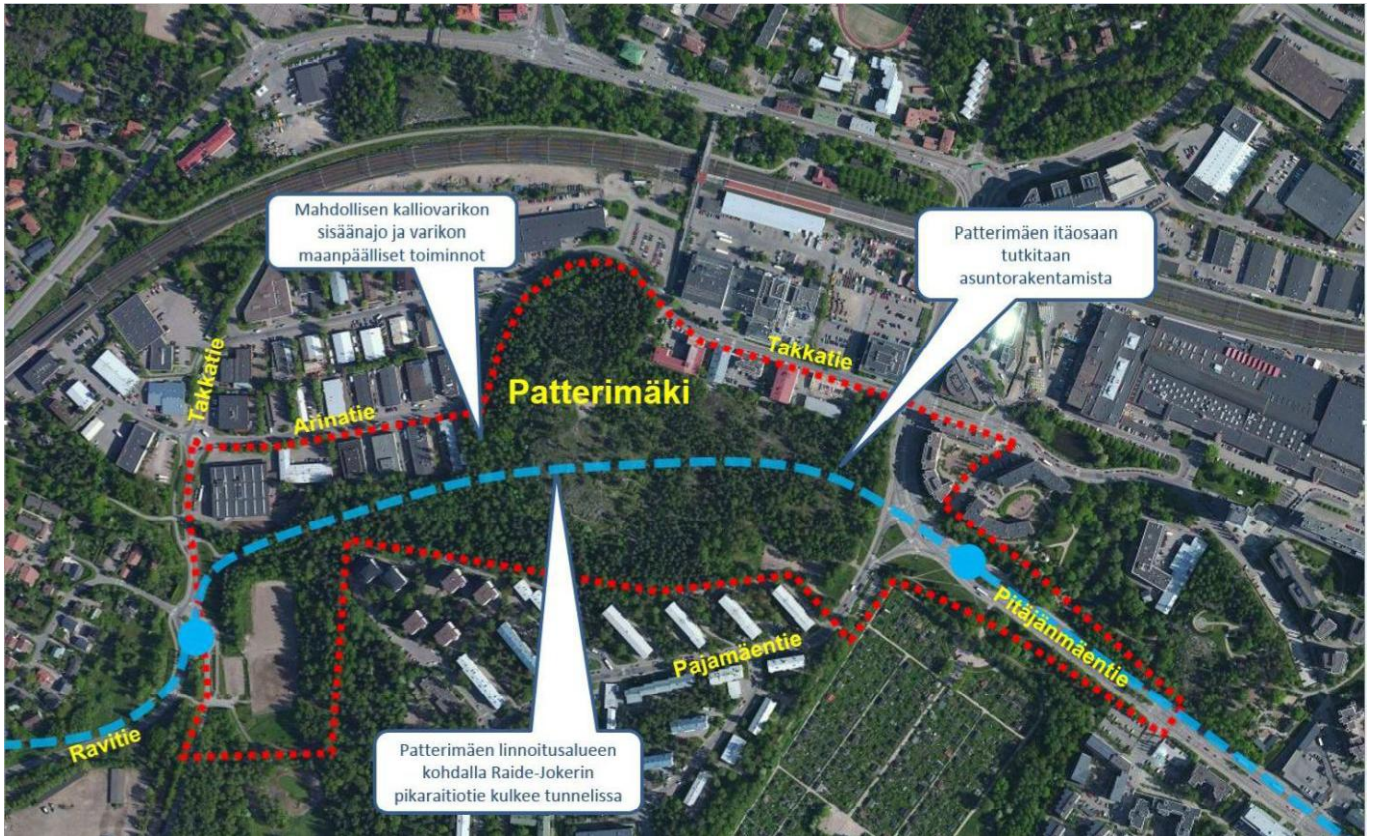 Mahdollisen kalliovarikon
sisäänajo ja varikon
maanpäälliset toiminnot
Patterimäen itäosaan
tutkitaan
asuntorakentamista
Takkatie
Takkatie
Arinatie
Patterimäki
Pitäjänmäentie
Pajamäentie
Ravitie
Patterimäen linnoitusalueen
kohdalla Raide-Jokerin
pikaraitiotie kulkee tunnelissa